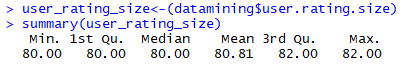 > user_rating_size<-(datamining$user.rating.size)
> summary(user_rating_size)
Min. 1st Qu. Median Mean 3rd Qu. Max.
80.00 80.00 80.00 80.81 82.00 82.00